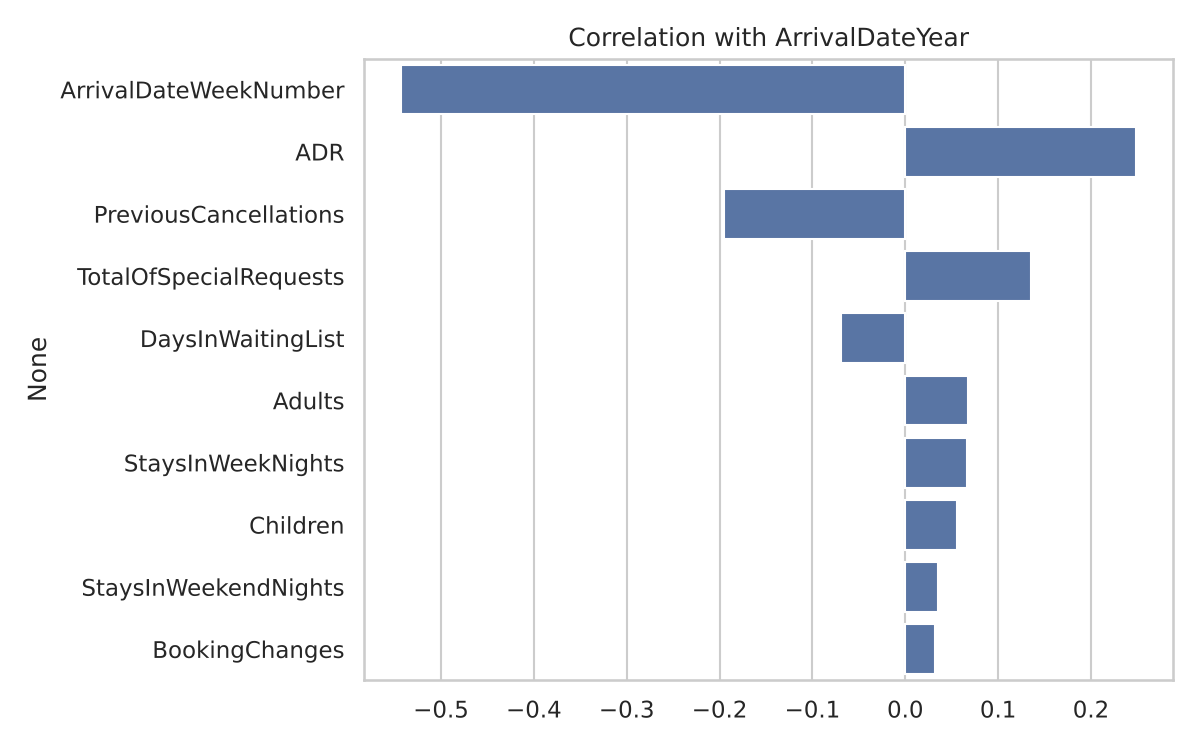 Correlation with ArrivalDateYear
ArrivalDateWeekNumber
ADR
PreviousCancellations
TotalOfSpecialRequests
DaysInWaitingList
Adults
StaysInWeekNights
Children
StaysInWeekendNights
BookingChanges
None
−0.5 −0.4 −0.3 −0.2 −0.1 0.0 0.1 0.2